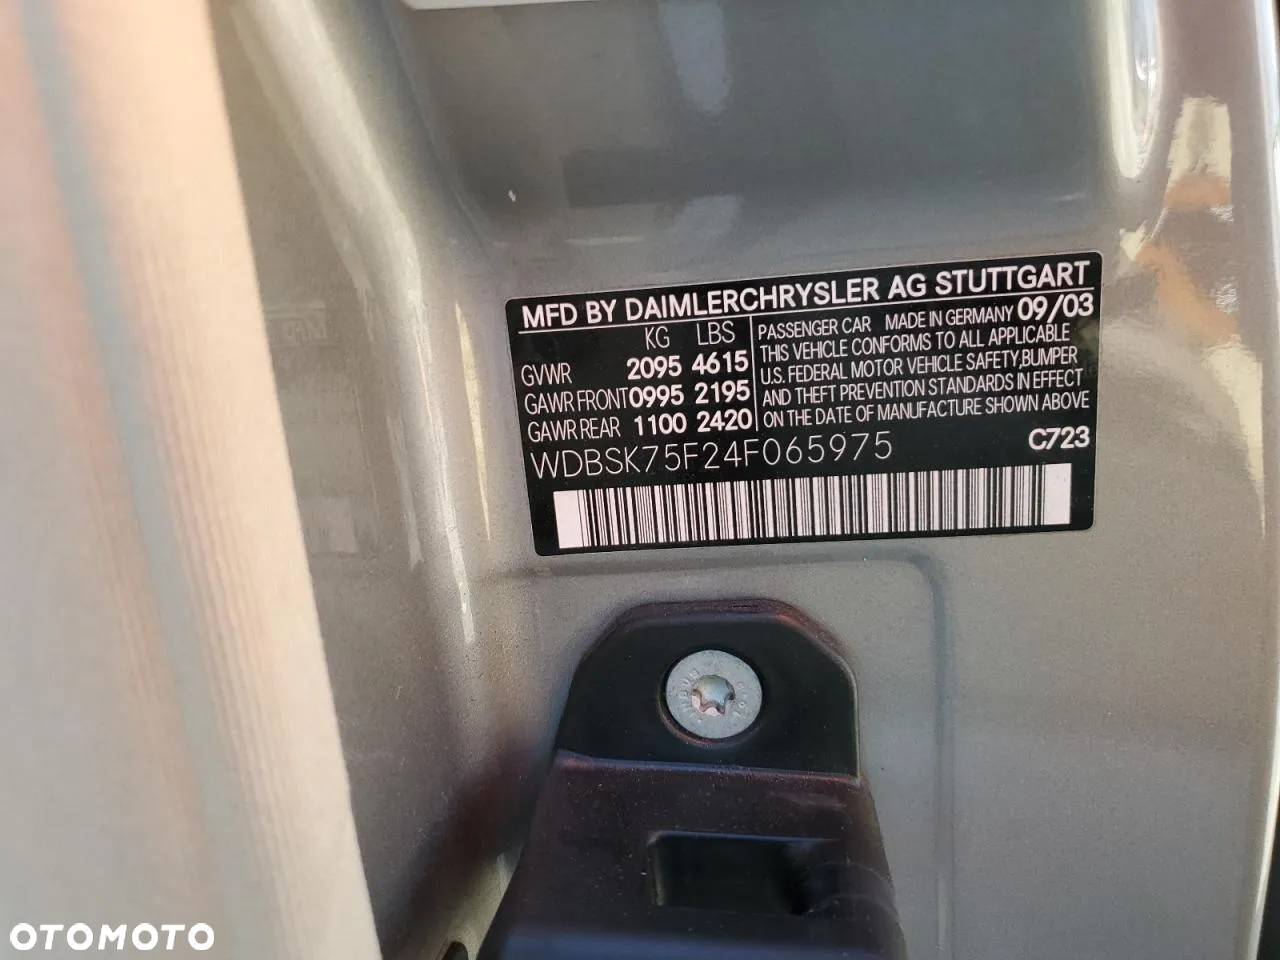 MFD BY DAIMLERCHRYSLER AG STUTTGART
KG LBS
GVWR 2095 4615
GAWR FRONT 0995 2195
GAWR REAR 1100 2420
PASSENGER CAR MADE IN GERMANY 09/03
THIS VEHICLE CONFORMS TO ALL APPLICABLE
U.S. FEDERAL MOTOR VEHICLE SAFETY,BUMPER
AND THEFT PREVENTION STANDARDS IN EFFECT
ON THE DATE OF MANUFACTURE SHOWN ABOVE
WDBSK75F24F065975 C723
OTOMOTO